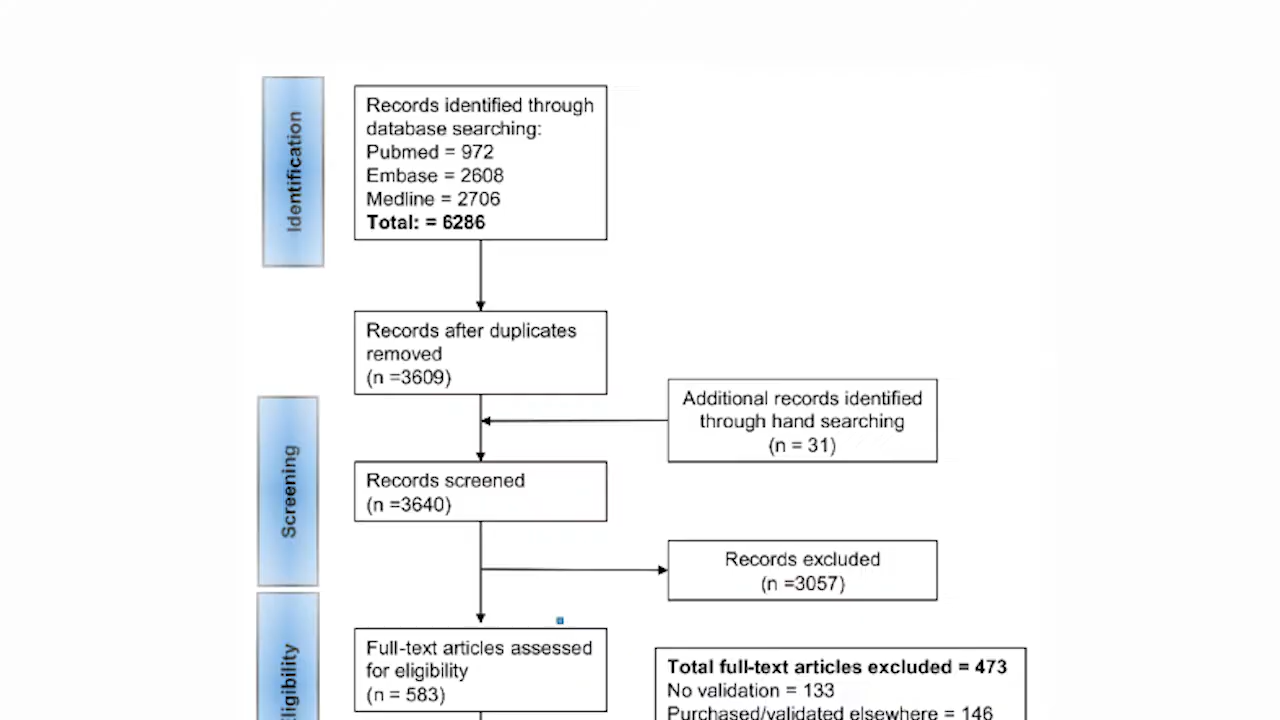 Identification
Records identified through
database searching:
Pubmed = 972
Embase = 2608
Medline = 2706
Total: = 6286
Records after duplicates
removed
(n =3609)
Additional records identified
through hand searching
(n = 31)
Screening
Records screened
(n =3640)
Records excluded
(n =3057)
Eligibility
Full-text articles assessed
for eligibility
(n = 583)
Total full-text articles excluded = 473
No validation = 133
Purchased/validated elsewhere = 146